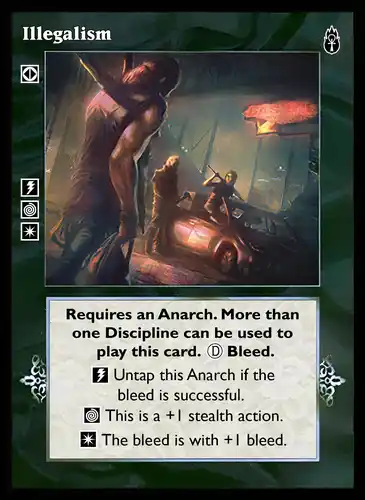 Illegalism
Requires an Anarch. More than
one Discipline can be used to
play this card. Ⓓ Bleed.
Untap this Anarch if the
bleed is successful.
This is a +1 stealth action.
The bleed is with +1 bleed.